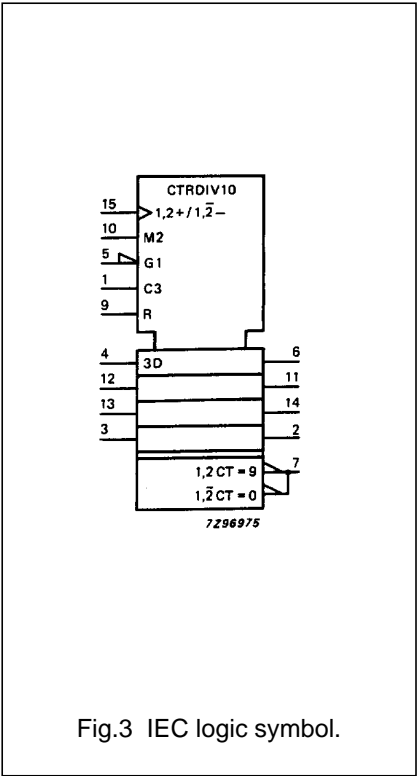 CTRDIV10
15 1,2+/1,2̅−
10 M2
5 G1
1 C3
9 R
4 3D 6
12 11
13 14
3 2
1,2 CT = 9 7
1,2̅ CT = 0
7Z96975
Fig.3 IEC logic symbol.